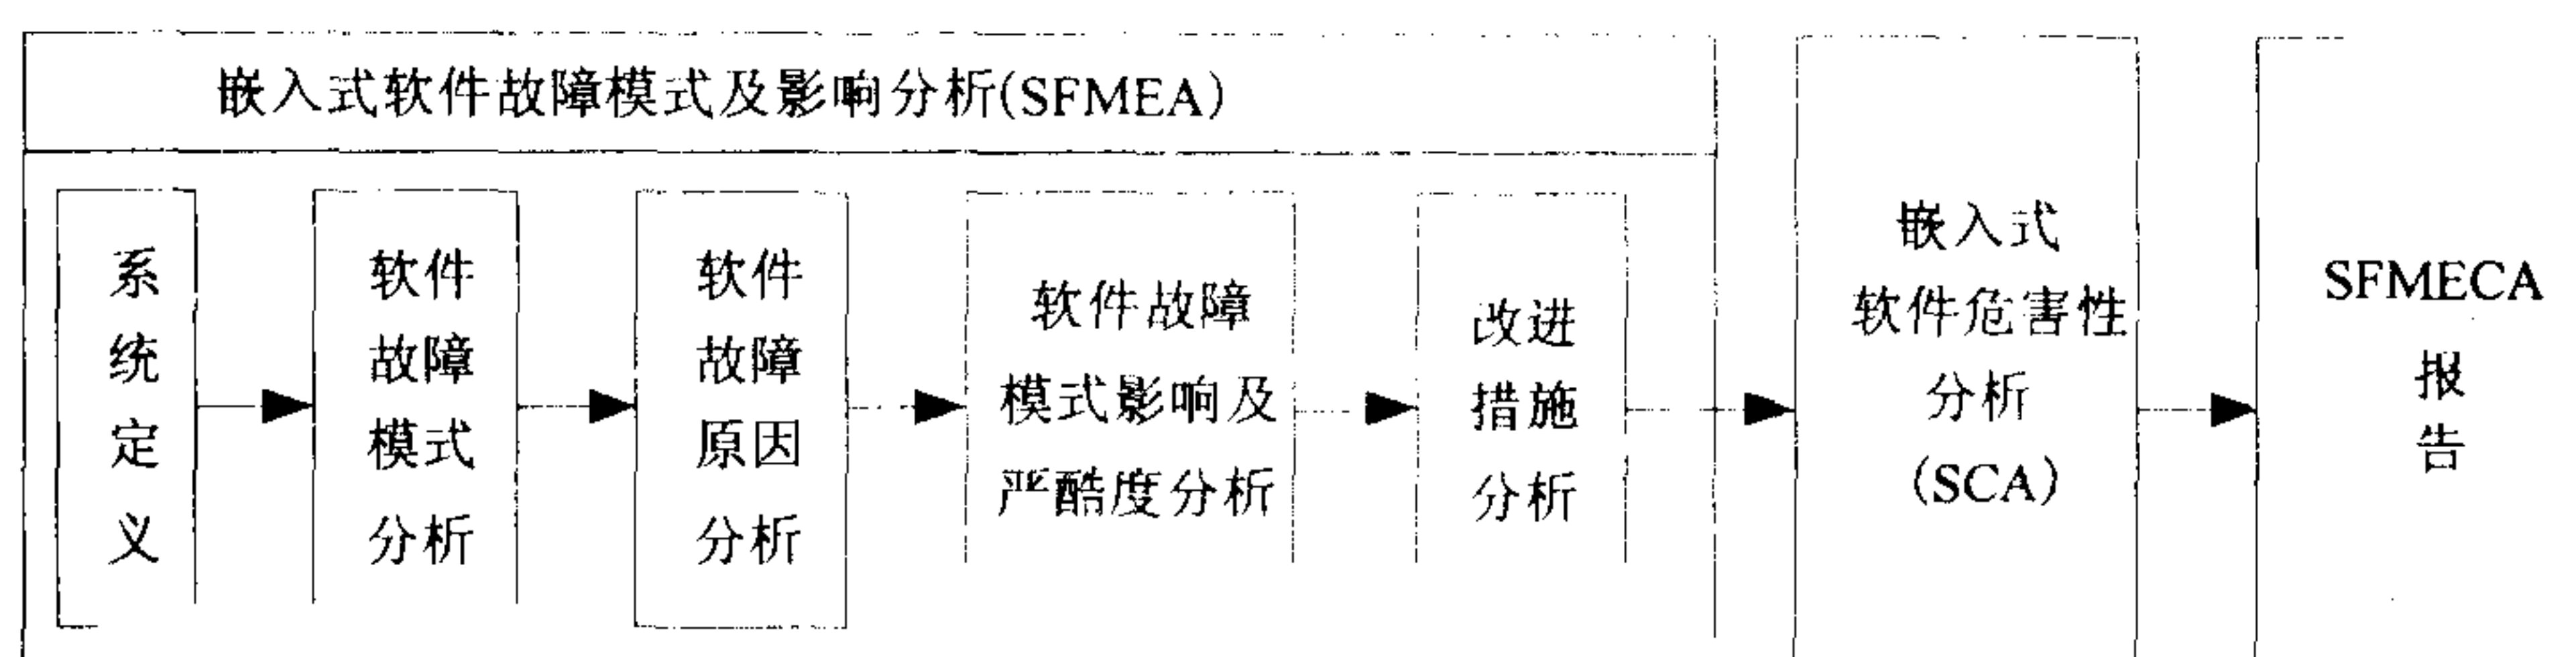 嵌入式软件故障模式及影响分析(SFMEA)
系
统
定
义
软件
故障
模式
分析
软件
故障
原因
分析
软件故障
模式影响及
严酷度分析
改进
措施
分析
嵌入式
软件危害性
分析
(SCA)
SFMECA
报
告